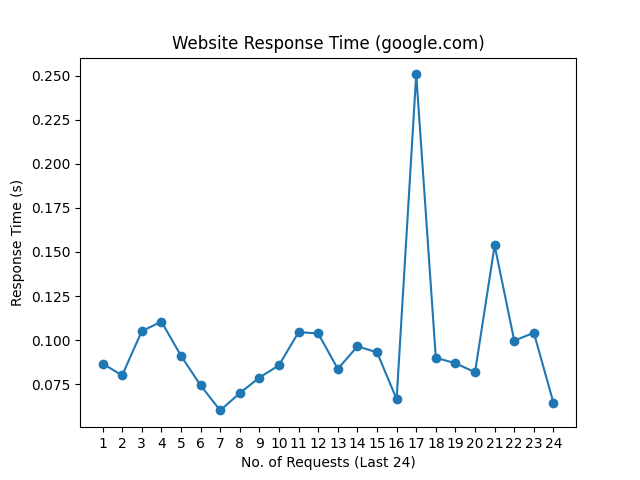 Website Response Time (google.com)
0.250
0.225
0.200
0.175
0.150
0.125
0.100
0.075
Response Time (s)
1 2 3 4 5 6 7 8 9 10 11 12 13 14 15 16 17 18 19 20 21 22 23 24
No. of Requests (Last 24)